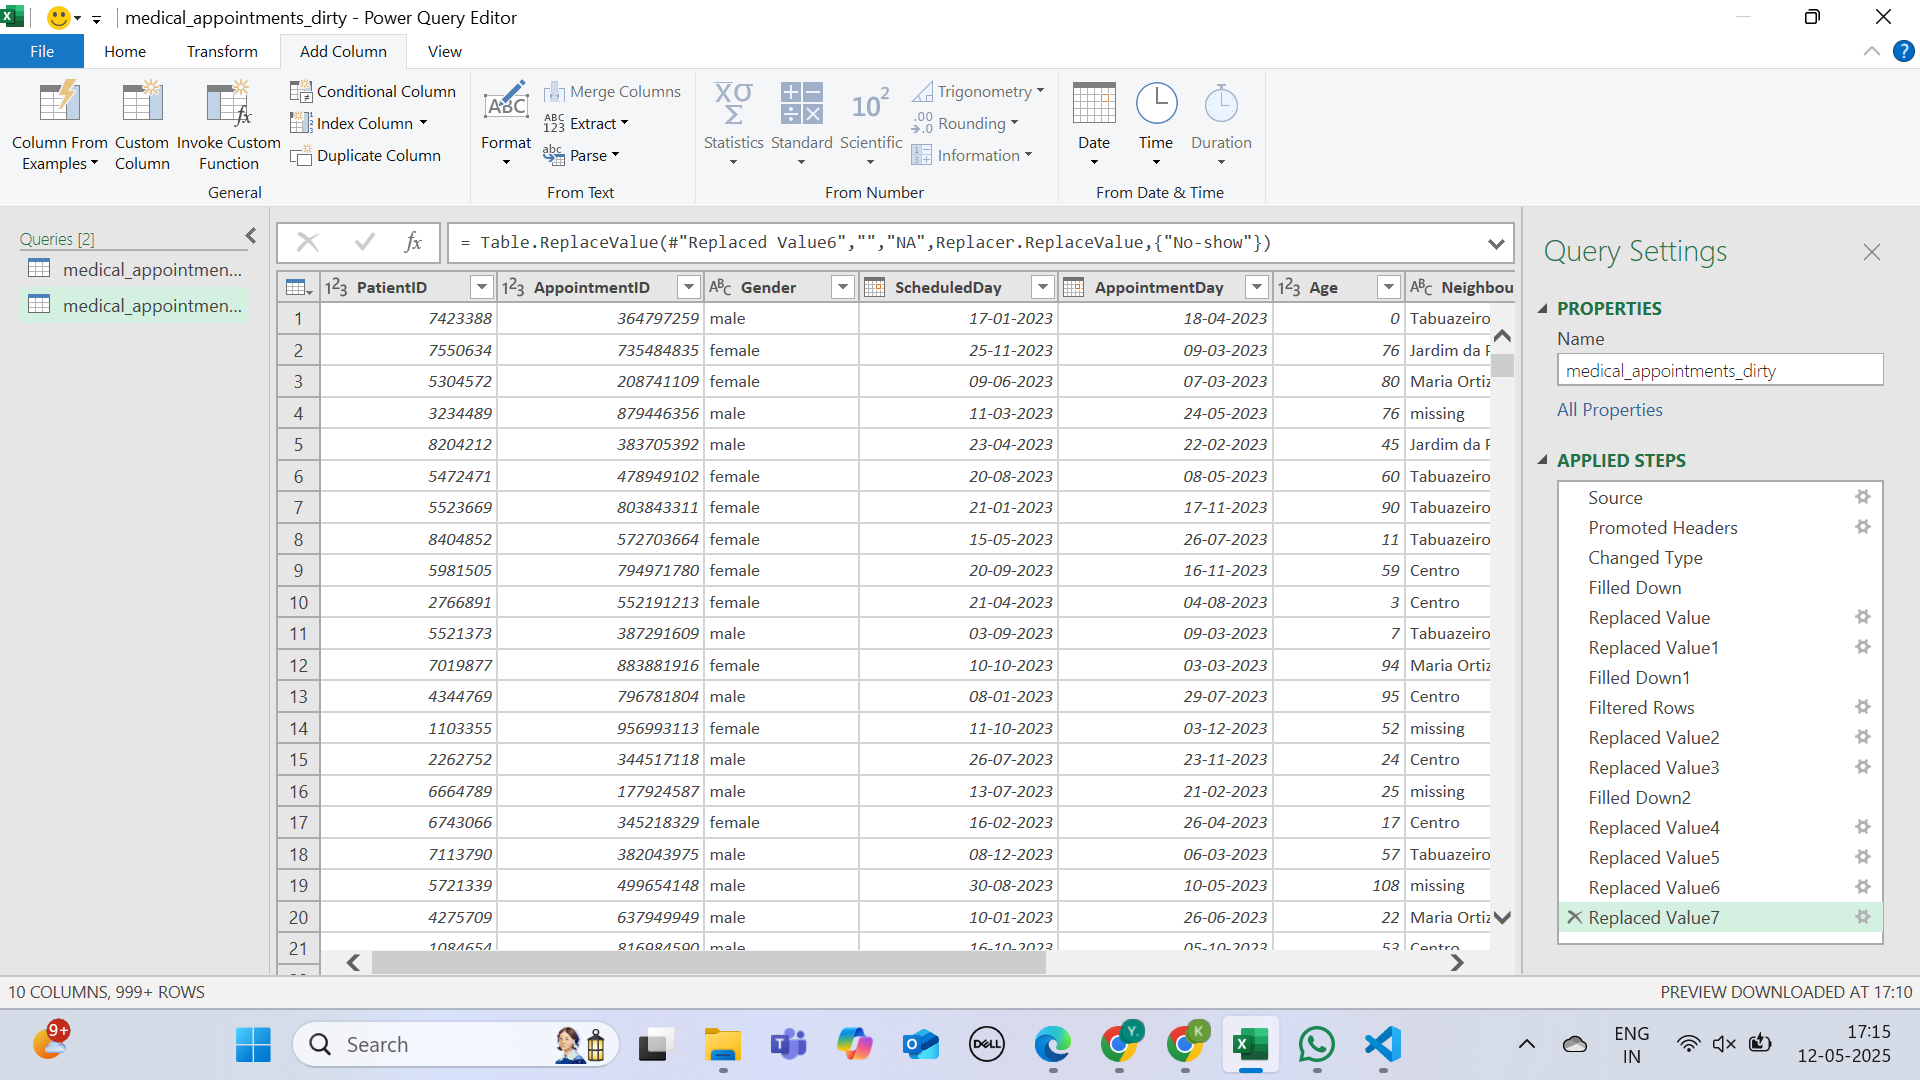 medical_appointments_dirty - Power Query Editor
File Home Transform Add Column View
Column From Examples
Custom Column
Invoke Custom Function
Conditional Column
Index Column
Duplicate Column
General
Format
Merge Columns
Extract
Parse
From Text
Statistics
Standard
Scientific
Trigonometry
Rounding
Information
From Number
Date
Time
Duration
From Date & Time
Queries [2]
medical_appointmen...
medical_appointmen...
= Table.ReplaceValue(#"Replaced Value6","","NA",Replacer.ReplaceValue,{"No-show"})
PatientID AppointmentID Gender ScheduledDay AppointmentDay Age Neighbou
1 7423388 364797259 male 17-01-2023 18-04-2023 0 Tabuazeiro
2 7550634 735484835 female 25-11-2023 09-03-2023 76 Jardim da P
3 5304572 208741109 female 09-06-2023 07-03-2023 80 Maria Ortiz
4 3234489 879446356 male 11-03-2023 24-05-2023 76 missing
5 8204212 383705392 male 23-04-2023 22-02-2023 45 Jardim da P
6 5472471 478949102 female 20-08-2023 08-05-2023 60 Tabuazeiro
7 5523669 803843311 female 21-01-2023 17-11-2023 90 Tabuazeiro
8 8404852 572703664 female 15-05-2023 26-07-2023 11 Tabuazeiro
9 5981505 794971780 female 20-09-2023 16-11-2023 59 Centro
10 2766891 552191213 female 21-04-2023 04-08-2023 3 Centro
11 5521373 387291609 male 03-09-2023 09-03-2023 7 Tabuazeiro
12 7019877 883881916 female 10-10-2023 03-03-2023 94 Maria Ortiz
13 4344769 796781804 male 08-01-2023 29-07-2023 95 Centro
14 1103355 956993113 female 11-10-2023 03-12-2023 52 missing
15 2262752 344517118 male 26-07-2023 23-11-2023 24 Centro
16 6664789 177924587 male 13-07-2023 21-02-2023 25 missing
17 6743066 345218329 female 16-02-2023 26-04-2023 17 Centro
18 7113790 382043975 male 08-12-2023 06-03-2023 57 Tabuazeiro
19 5721339 499654148 male 30-08-2023 10-05-2023 108 missing
20 4275709 637949949 male 10-01-2023 26-06-2023 22 Maria Ortiz
21 1084654 816984590 male 16-10-2023 05-10-2023 53 Centro
Query Settings
PROPERTIES
Name
medical_appointments_dirty
All Properties
APPLIED STEPS
Source
Promoted Headers
Changed Type
Filled Down
Replaced Value
Replaced Value1
Filled Down1
Filtered Rows
Replaced Value2
Replaced Value3
Filled Down2
Replaced Value4
Replaced Value5
Replaced Value6
Replaced Value7
10 COLUMNS, 999+ ROWS
PREVIEW DOWNLOADED AT 17:10
9+
Search
DELL
Y.
K
ENG
IN
17:15
12-05-2025